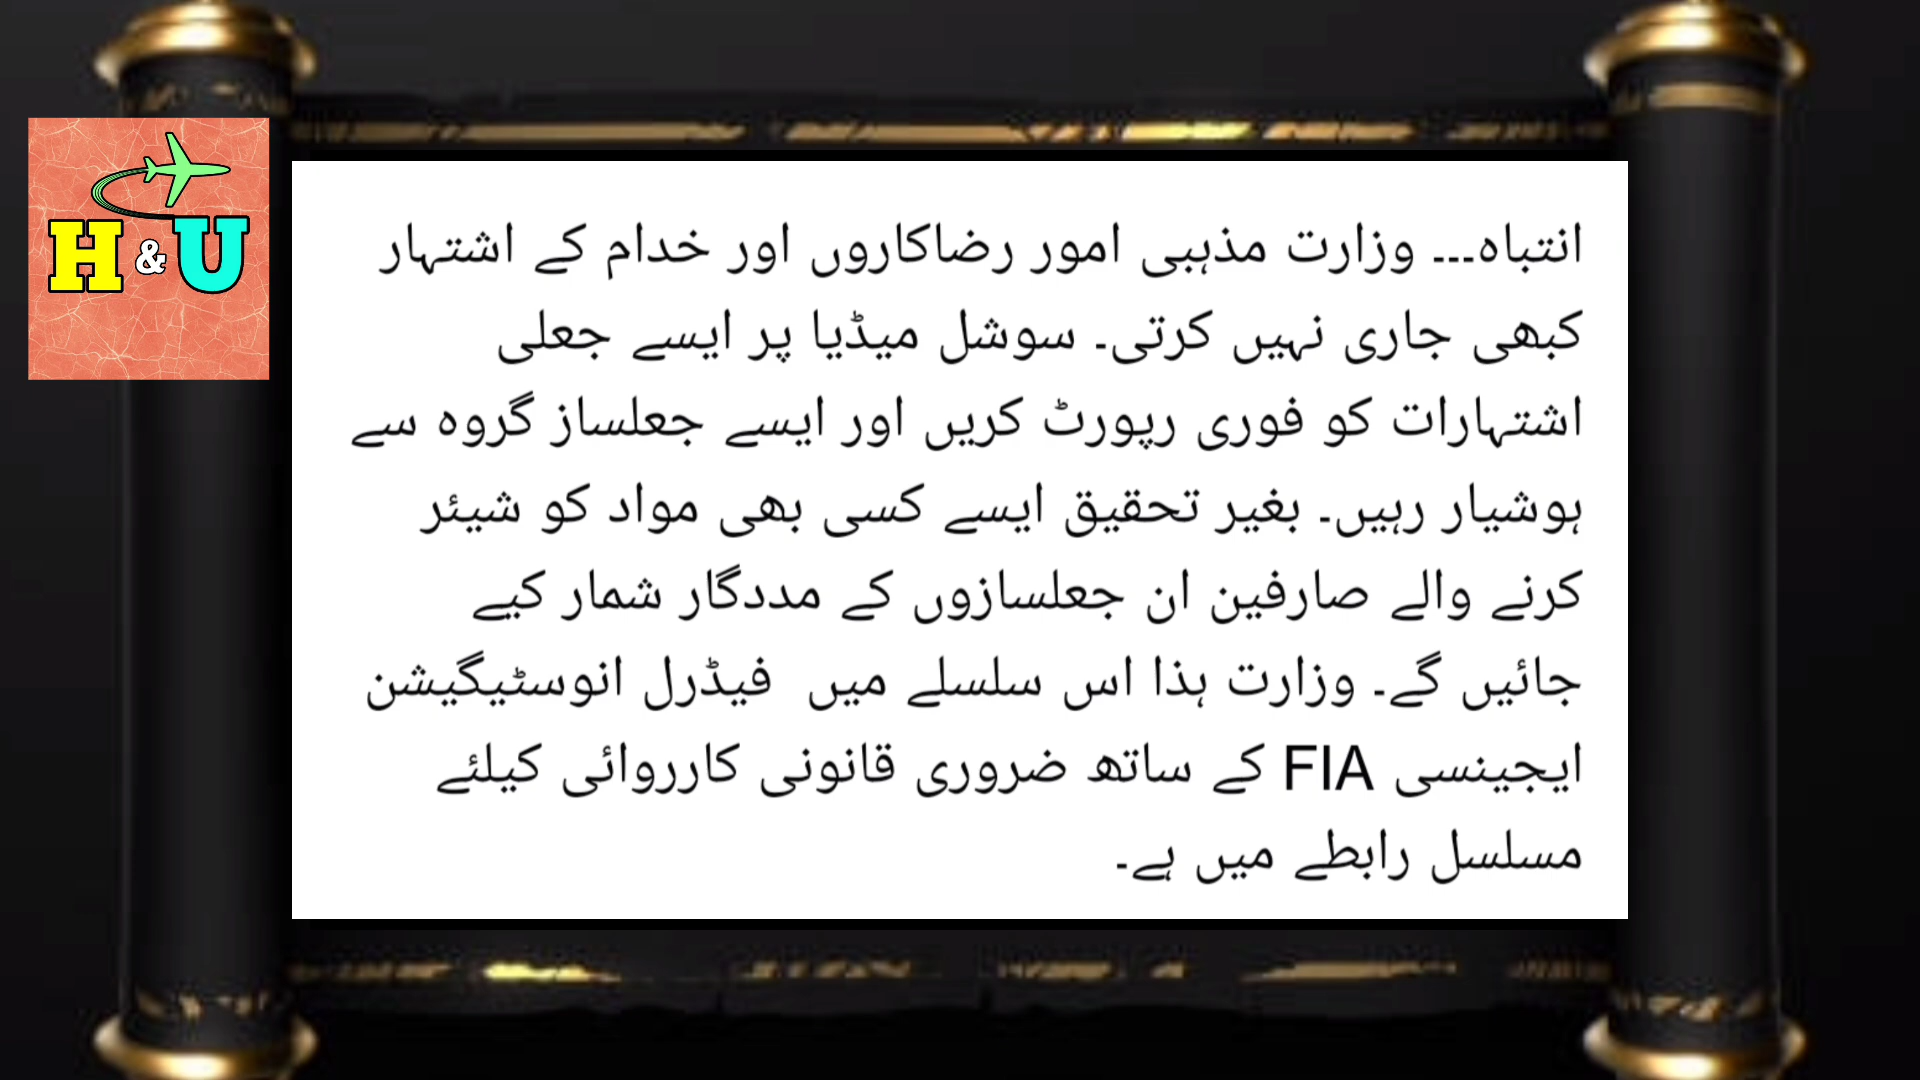 H & U
انتباہ۔۔۔ وزارت مذہبی امور رضاکاروں اور خدام کے اشتہار
کبھی جاری نہیں کرتی۔ سوشل میڈیا پر ایسے جعلی
اشتہارات کو فوری رپورٹ کریں اور ایسے جعلساز گروہ سے
ہوشیار رہیں۔ بغیر تحقیق ایسے کسی بھی مواد کو شیئر
کرنے والے صارفین ان جعلسازوں کے مددگار شمار کیے
جائیں گے۔ وزارت ہذا اس سلسلے میں فیڈرل انوسٹیگیشن
ایجینسی FIA کے ساتھ ضروری قانونی کارروائی کیلئے
مسلسل رابطے میں ہے۔